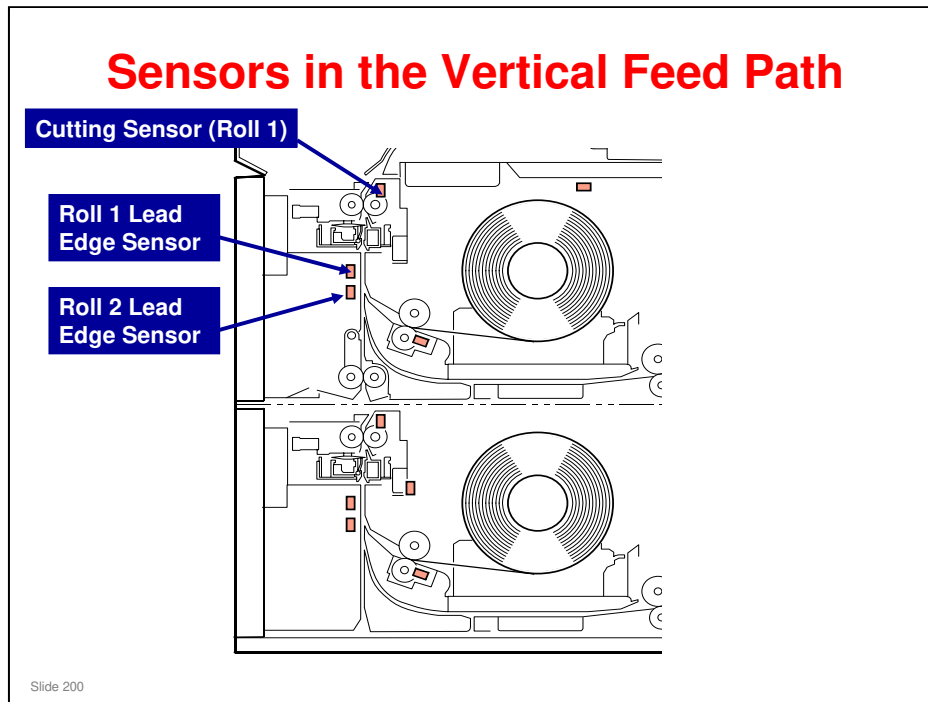 Sensors in the Vertical Feed Path
Cutting Sensor (Roll 1)
Roll 1 Lead
Edge Sensor
Roll 2 Lead
Edge Sensor
Slide 200